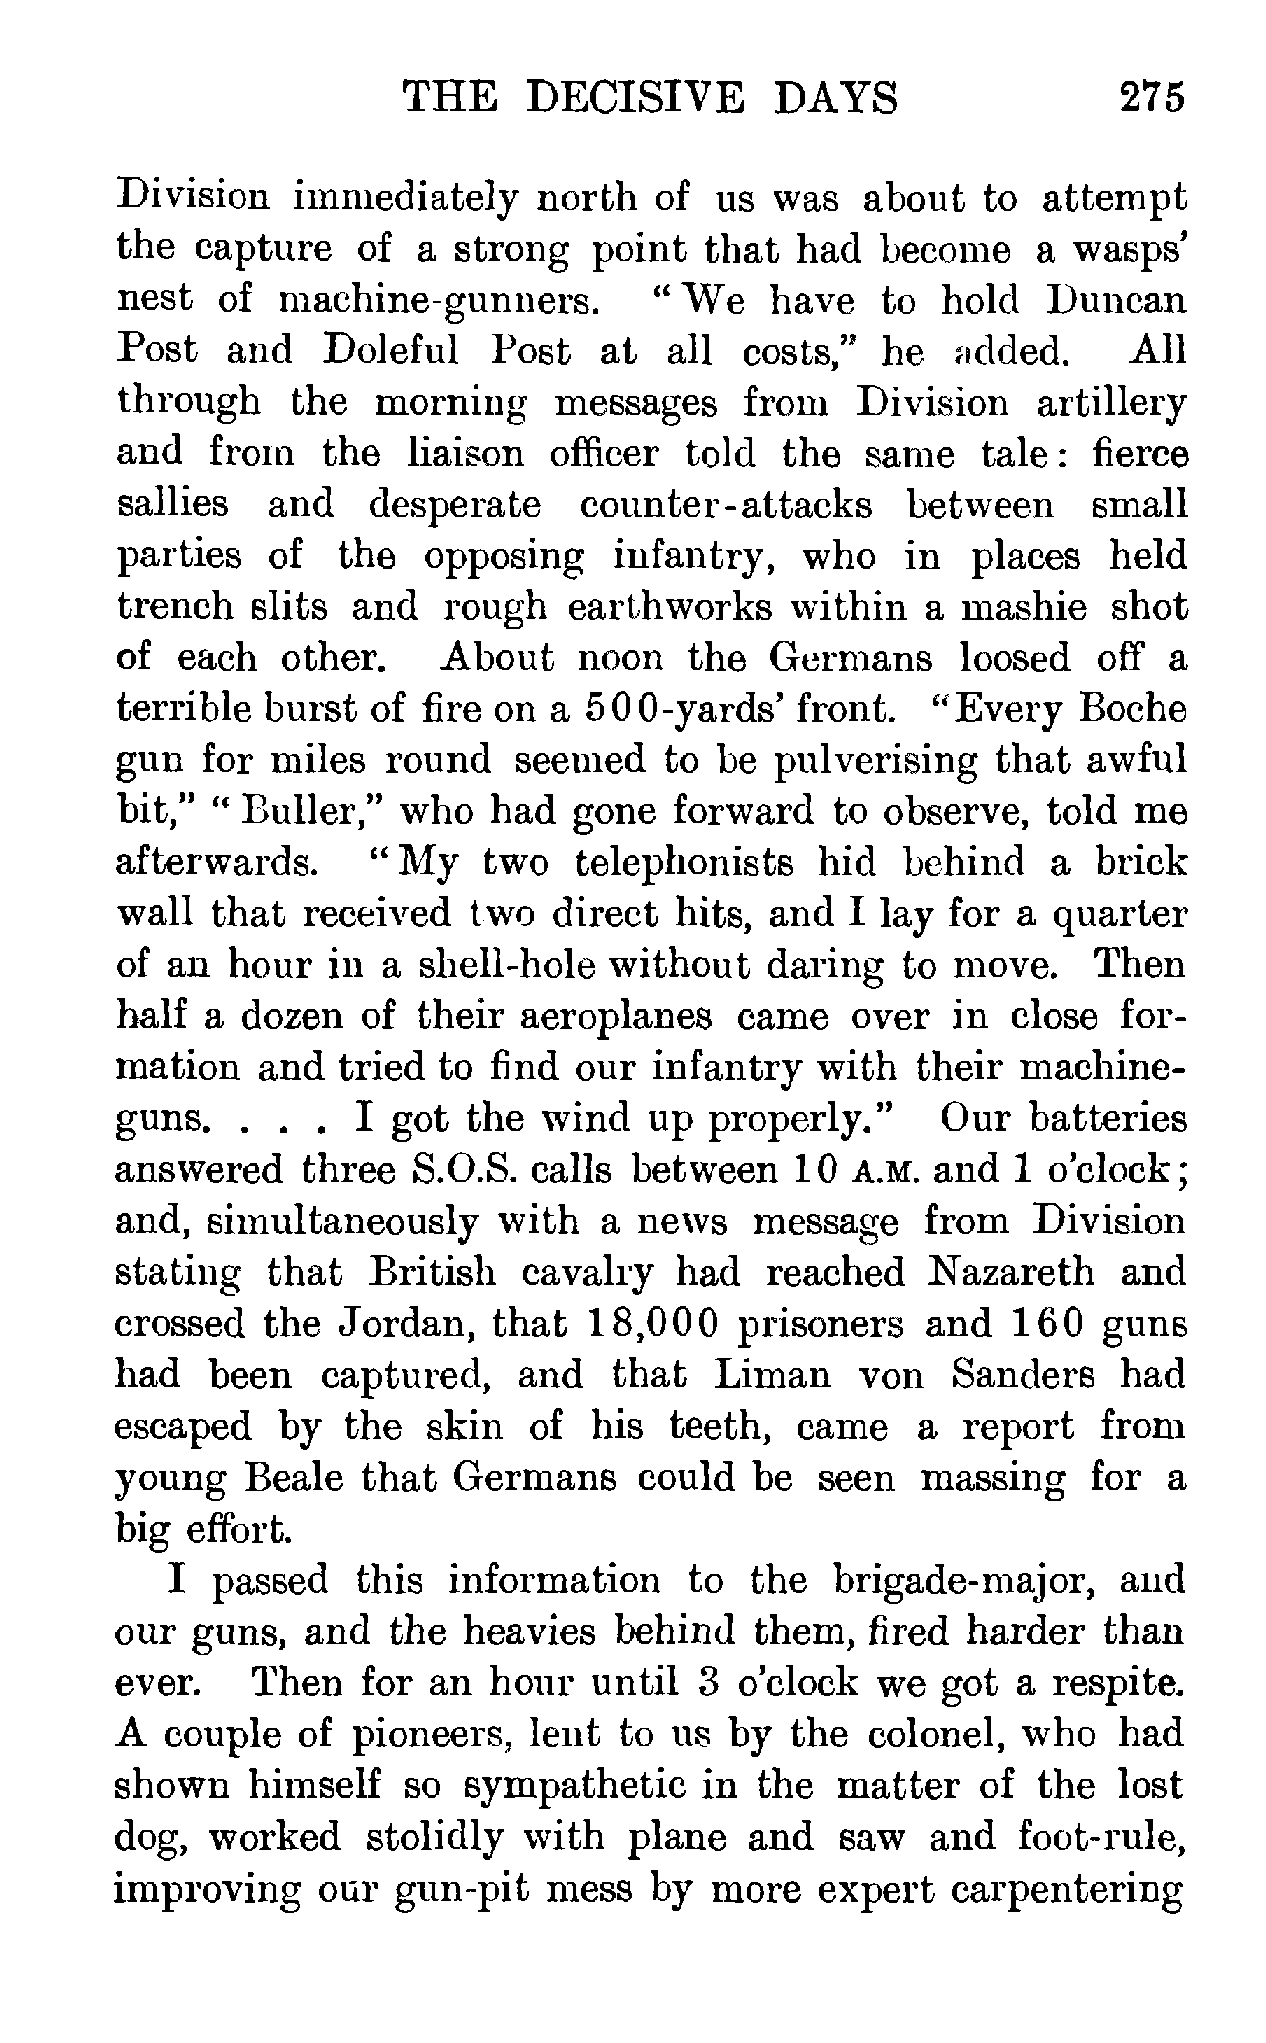 THE DECISIVE DAYS 275
Division immediately north of us was about to attempt
the capture of a strong point that had become a wasps'
nest of machine-gunners. “We have to hold Duncan
Post and Doleful Post at all costs,” he added. All
through the morning messages from Division artillery
and from the liaison officer told the same tale: fierce
sallies and desperate counter-attacks between small
parties of the opposing infantry, who in places held
trench slits and rough earthworks within a mashie shot
of each other. About noon the Germans loosed off a
terrible burst of fire on a 500-yards' front. “Every Boche
gun for miles round seemed to be pulverising that awful
bit,” “Buller,” who had gone forward to observe, told me
afterwards. “My two telephonists hid behind a brick
wall that received two direct hits, and I lay for a quarter
of an hour in a shell-hole without daring to move. Then
half a dozen of their aeroplanes came over in close for-
mation and tried to find our infantry with their machine-
guns. . . . I got the wind up properly.” Our batteries
answered three S.O.S. calls between 10 A.M. and 1 o'clock;
and, simultaneously with a news message from Division
stating that British cavalry had reached Nazareth and
crossed the Jordan, that 18,000 prisoners and 160 guns
had been captured, and that Liman von Sanders had
escaped by the skin of his teeth, came a report from
young Beale that Germans could be seen massing for a
big effort.
I passed this information to the brigade-major, and
our guns, and the heavies behind them, fired harder than
ever. Then for an hour until 3 o'clock we got a respite.
A couple of pioneers, lent to us by the colonel, who had
shown himself so sympathetic in the matter of the lost
dog, worked stolidly with plane and saw and foot-rule,
improving our gun-pit mess by more expert carpentering